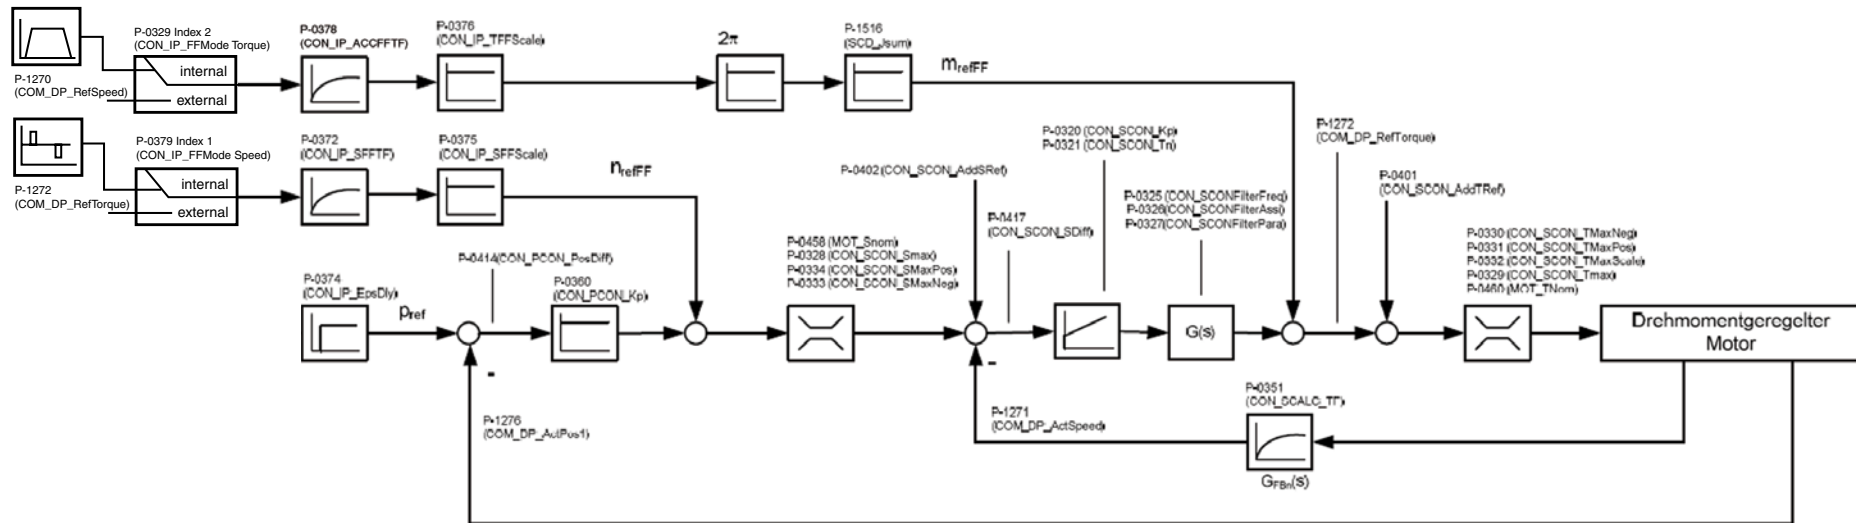 P-0329 Index 2
(CON_IP_FFMode Torque)
P-1270
(COM_DP_RefSpeed)
internal
external
P-0378
(CON_IP_ACCFFTF)
P-0376
(CON_IP_TFFScale)
2π
P-1516
(SCD_Jsum)
mrefFF
P-0379 Index 1
(CON_IP_FFMode Speed)
P-1272
(COM_DP_RefTorque)
internal
external
P-0372
(CON_IP_SFFTF)
P-0375
(CON_IP_SFFScale)
nrefFF
P-0402 (CON_SCON_AddSRef)
P-0417
(CON_SCON_SDiff)
P-0320 (CON_SCON_Kp)
P-0321 (CON_SCON_Tn)
P-0325 (CON_SCONFilterFreq)
P-0326 (CON_SCONFilterAssi)
P-0327 (CON_SCONFilterPara)
P-1272
(COM_DP_RefTorque)
P-0401
(CON_SCON_AddTRef)
P-0330 (CON_SCON_TMaxNeg)
P-0331 (CON_SCON_TMaxPos)
P-0332 (CON_SCON_TMaxScale)
P-0329 (CON_SCON_Tmax)
P-0460 (MOT_TNom)
P-0458 (MOT_Snom)
P-0328 (CON_SCON_Smax)
P-0334 (CON_SCON_SMaxPos)
P-0333 (CON_SCON_SMaxNeg)
P-0414 (CON_PCON_PosDiff)
P-0374
(CON_IP_EpsDly)
pref
P-0360
(CON_PCON_Kp)
G(s)
Drehmomentgeregelter
Motor
-
-
P-1276
(COM_DP_ActPos1)
P-1271
(COM_DP_ActSpeed)
P-0351
(CON_SCALC_TF)
GFBn(s)